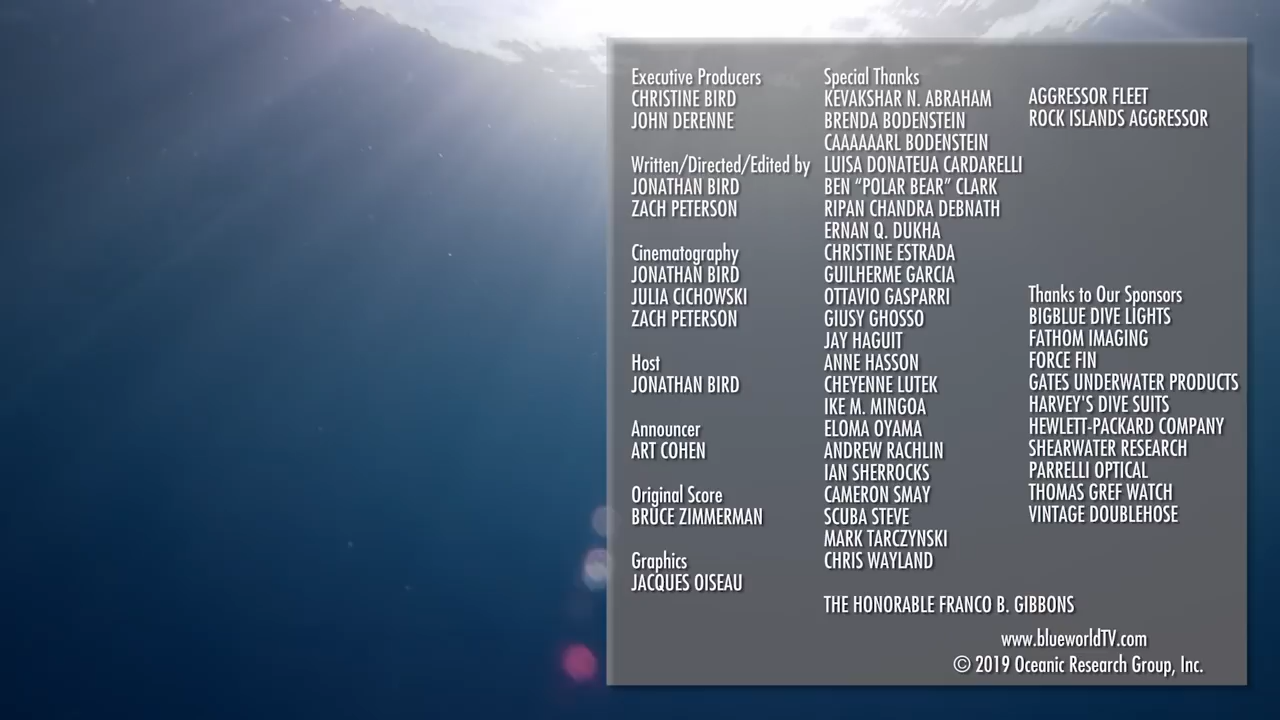 Executive Producers
CHRISTINE BIRD
JOHN DERENNE
Written/Directed/Edited by
JONATHAN BIRD
ZACH PETERSON
Cinematography
JONATHAN BIRD
JULIA CICHOWSKI
ZACH PETERSON
Host
JONATHAN BIRD
Announcer
ART COHEN
Original Score
BRUCE ZIMMERMAN
Graphics
JACQUES OISEAU
Special Thanks
KEVAKSHAR N. ABRAHAM
BRENDA BODENSTEIN
CAAAAAARL BODENSTEIN
LUISA DONATEUA CARDARELLI
BEN “POLAR BEAR” CLARK
RIPAN CHANDRA DEBNATH
ERNAN Q. DUKHA
CHRISTINE ESTRADA
GUILHERME GARCIA
OTTAVIO GASPARRI
GIUSY GHOSSO
JAY HAGUIT
ANNE HASSON
CHEYENNE LUTEK
IKE M. MINGOA
ELOMA OYAMA
ANDREW RACHLIN
IAN SHERROCKS
CAMERON SMAY
SCUBA STEVE
MARK TARCZYNSKI
CHRIS WAYLAND
THE HONORABLE FRANCO B. GIBBONS
AGGRESSOR FLEET
ROCK ISLANDS AGGRESSOR
Thanks to Our Sponsors
BIGBLUE DIVE LIGHTS
FATHOM IMAGING
FORCE FIN
GATES UNDERWATER PRODUCTS
HARVEY'S DIVE SUITS
HEWLETT-PACKARD COMPANY
SHEARWATER RESEARCH
PARRELLI OPTICAL
THOMAS GREF WATCH
VINTAGE DOUBLEHOSE
www.blueworldTV.com
© 2019 Oceanic Research Group, Inc.